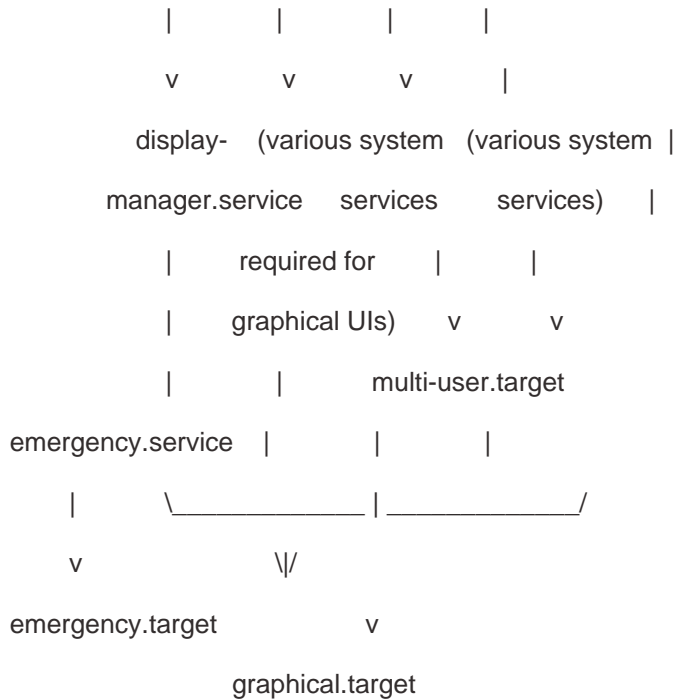 | | | |
v v v |
display- (various system (various system |
manager.service services services) |
| required for | |
| graphical UIs) v v
| | multi-user.target
emergency.service | | |
| \_____________ | _____________/
v \|/
emergency.target v
graphical.target